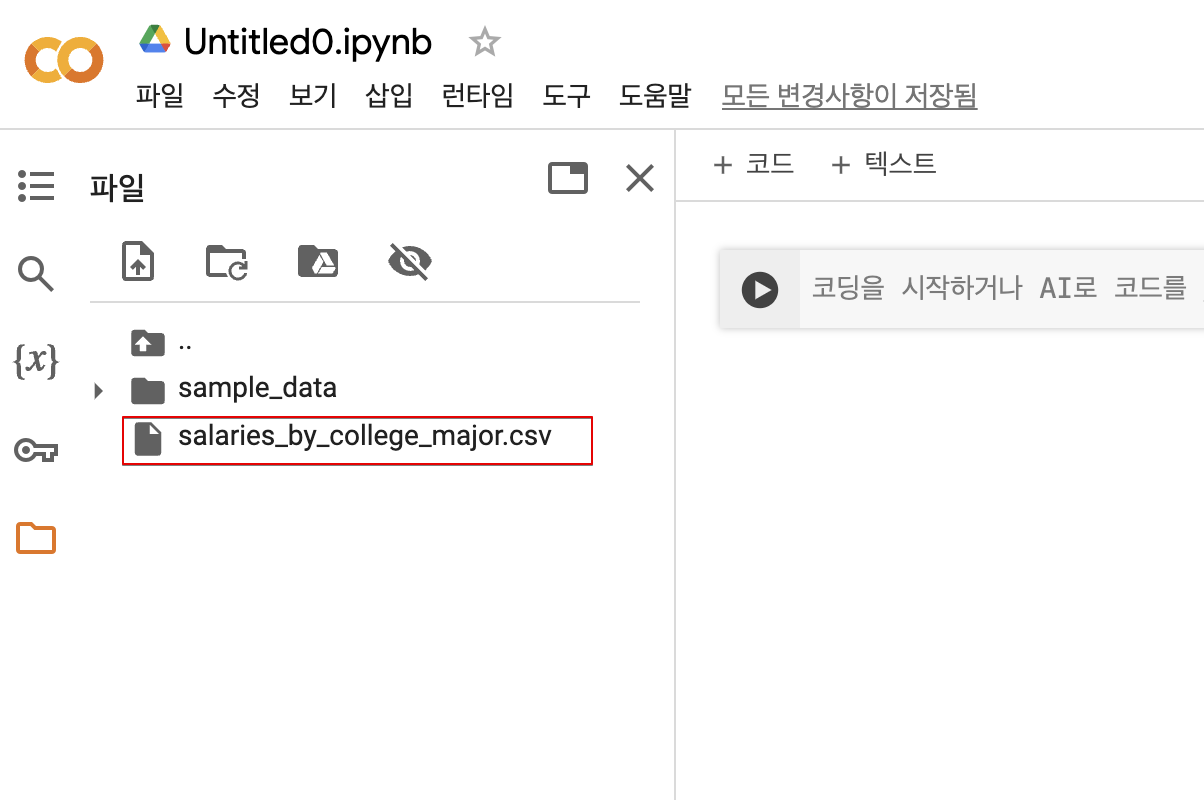 Untitled0.ipynb
파일 수정 보기 삽입 런타임 도구 도움말 모든 변경사항이 저장됨
파일
+ 코드 + 텍스트
..
sample_data
salaries_by_college_major.csv
{x}
코딩을 시작하거나 AI로 코드를